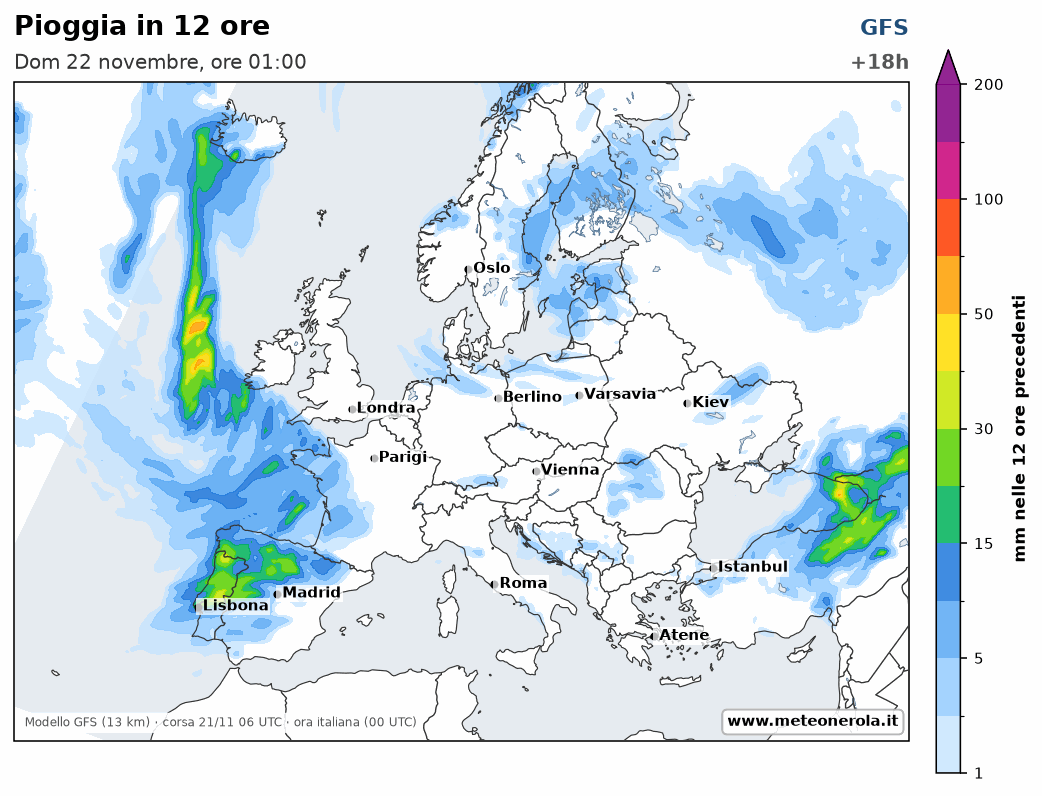 Pioggia in 12 ore
GFS
Dom 22 novembre, ore 01:00
+18h
200
100
50
30
15
5
1
mm nelle 12 ore precedenti
Oslo
Londra
Berlino
Varsavia
Kiev
Parigi
Vienna
Istanbul
Roma
Madrid
Lisbona
Atene
Modello GFS (13 km) · corsa 21/11 06 UTC · ora italiana (00 UTC)
www.meteonerola.it